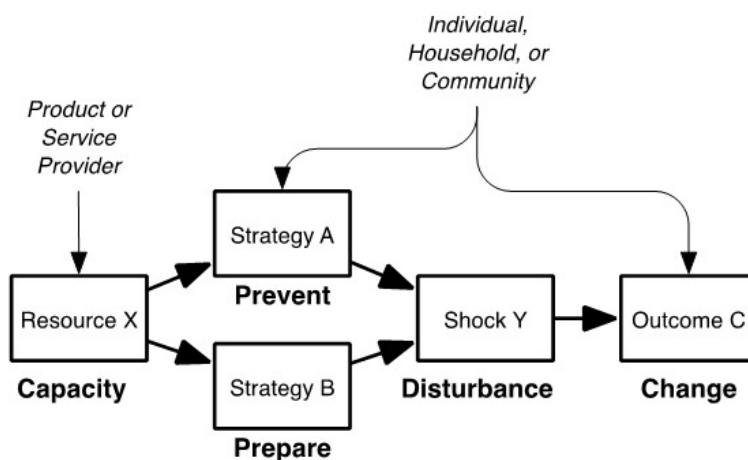 Individual,
Household, or
Community
Product or
Service
Provider
Strategy A
Prevent
Resource X
Capacity
Strategy B
Prepare
Shock Y
Disturbance
Outcome C
Change